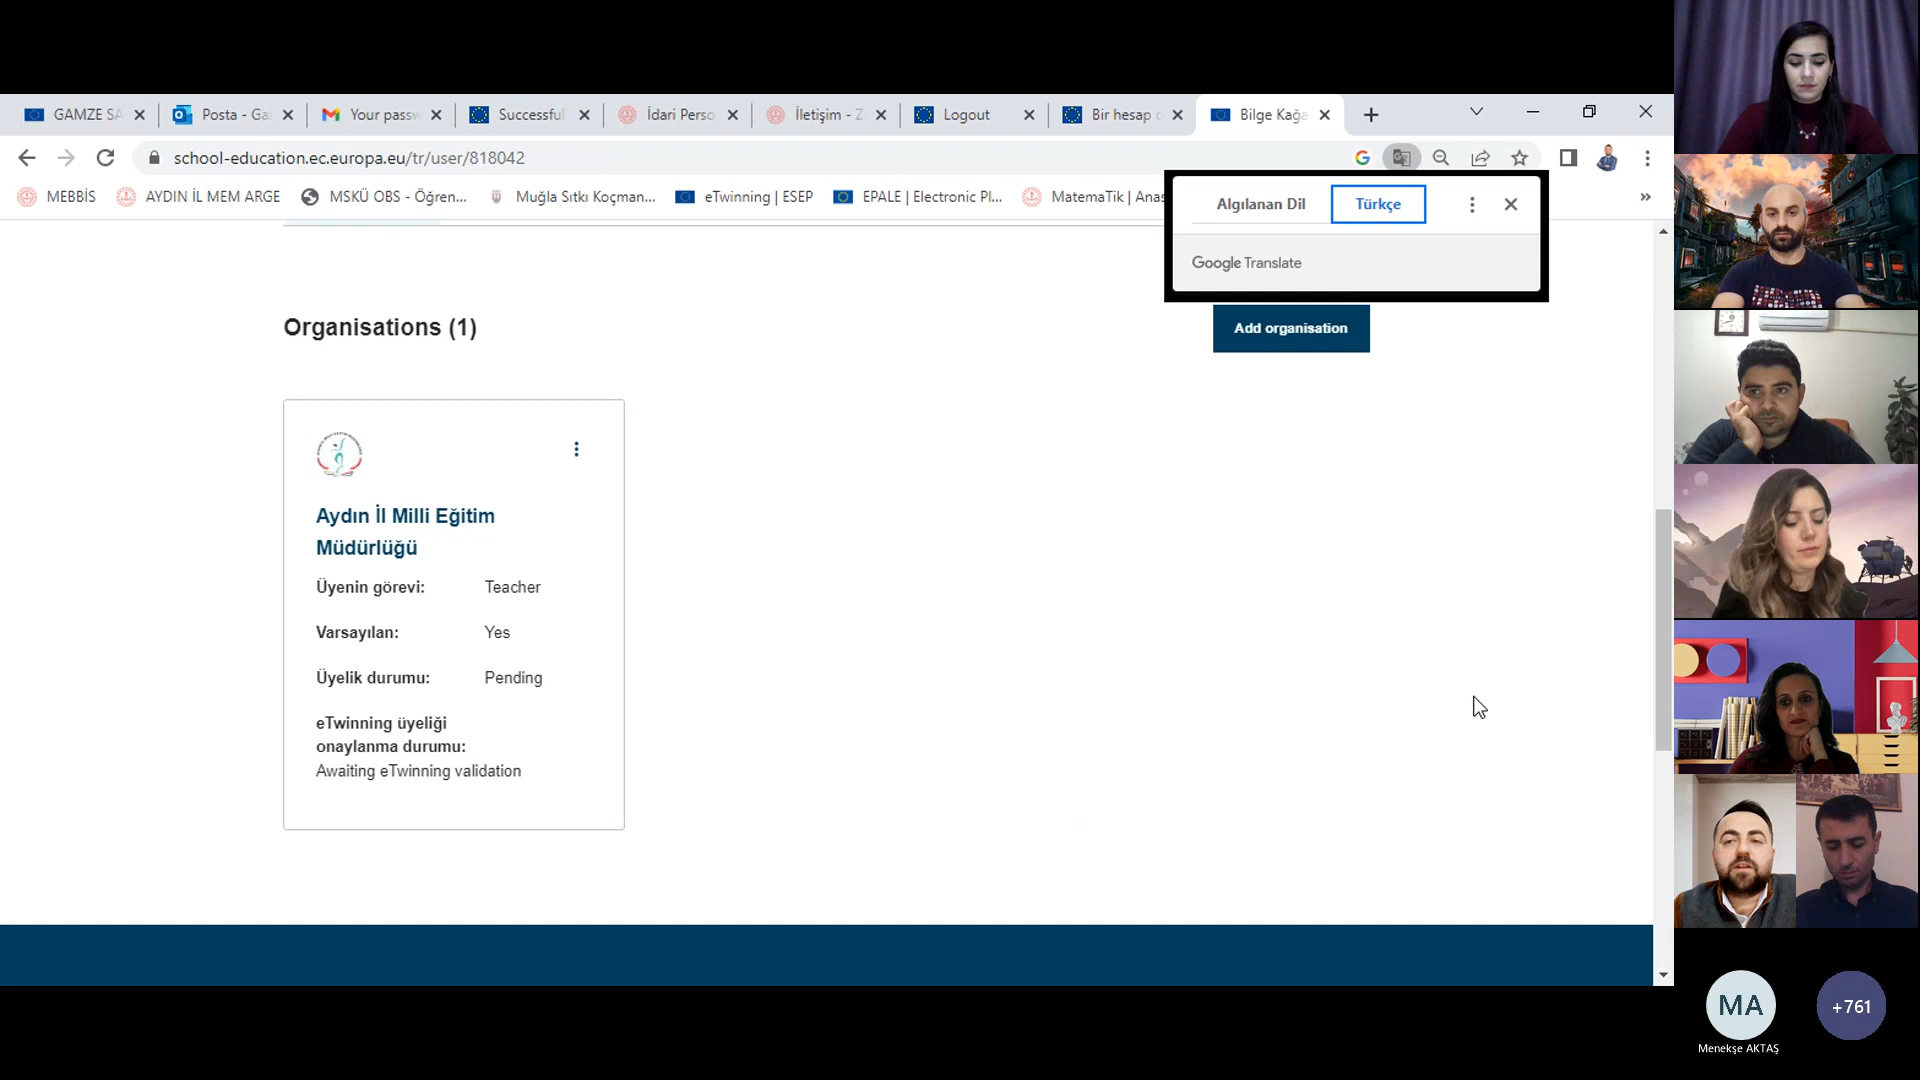 GAMZE SA
Posta - Ga
Your passw
Successful
İdari Perso
İletişim - Z
Logout
Bir hesap o
Bilge Kağa
school-education.ec.europa.eu/tr/user/818042
MEBBİS
AYDIN İL MEM ARGE
MSKÜ OBS - Öğren...
Muğla Sıtkı Koçman...
eTwinning | ESEP
EPALE | Electronic Pl...
MatemaTik | Anas
»
Algılanan Dil
Türkçe
Google Translate
Organisations (1)
Add organisation
Aydın İl Milli Eğitim
Müdürlüğü
Üyenin görevi: Teacher
Varsayılan: Yes
Üyelik durumu: Pending
eTwinning üyeliği
onaylanma durumu:
Awaiting eTwinning validation
MA
+761
Menekşe AKTAŞ